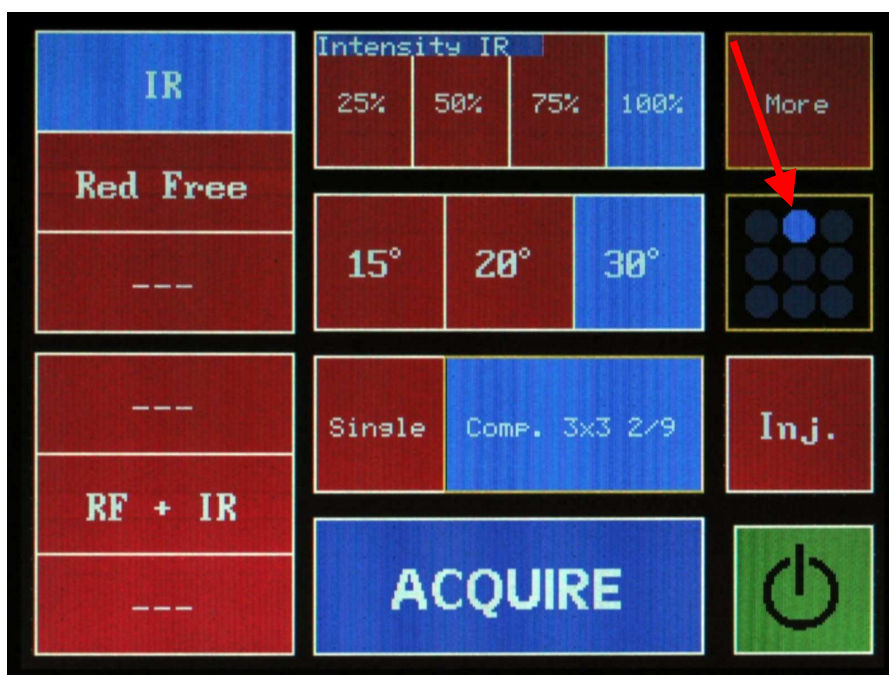 IR
Red Free
---
---
RF + IR
---
Intensity IR
25% 50% 75% 100%
15° 20° 30°
Single Comp. 3x3 2/9
ACQUIRE
More
Inj.